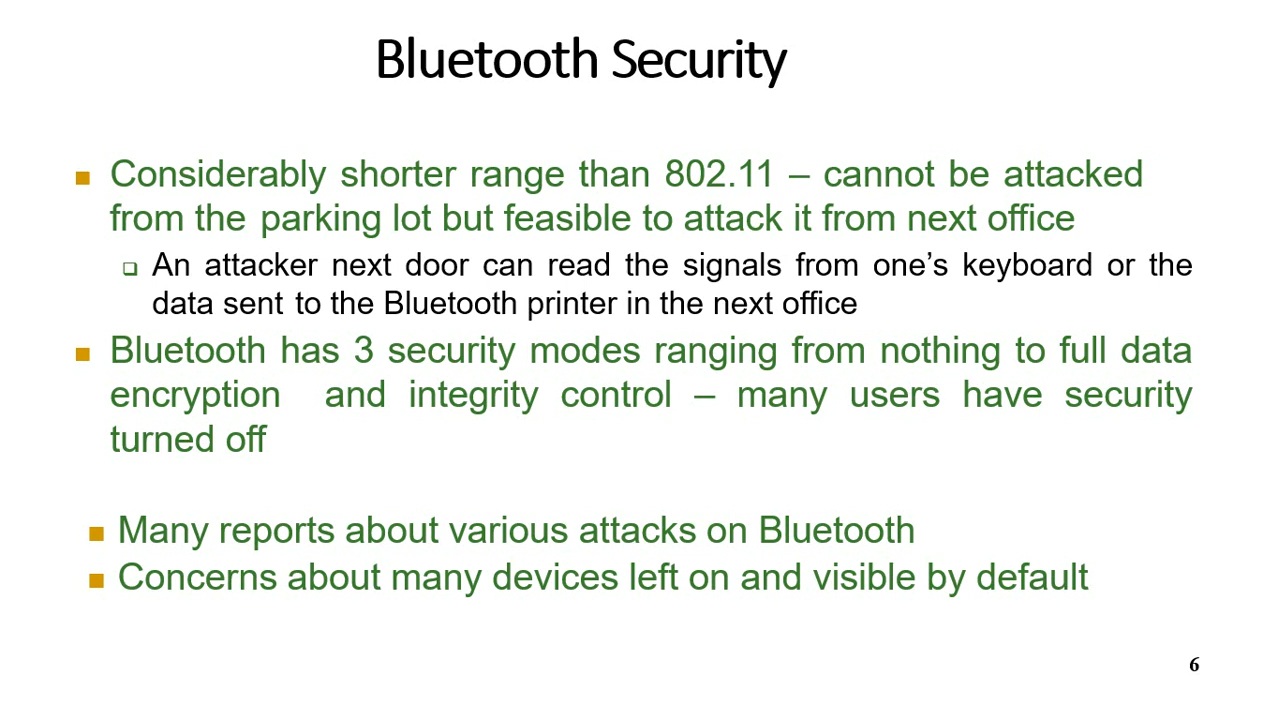 Bluetooth Security
Considerably shorter range than 802.11 – cannot be attacked
from the parking lot but feasible to attack it from next office
An attacker next door can read the signals from one’s keyboard or the
data sent to the Bluetooth printer in the next office
Bluetooth has 3 security modes ranging from nothing to full data
encryption and integrity control – many users have security
turned off
Many reports about various attacks on Bluetooth
Concerns about many devices left on and visible by default
6